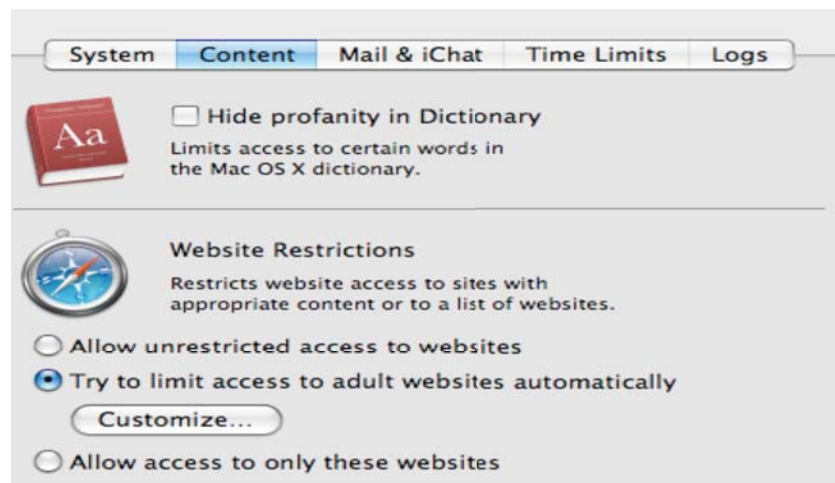 System Content Mail & iChat Time Limits Logs
Aa
Hide profanity in Dictionary
Limits access to certain words in
the Mac OS X dictionary.
Website Restrictions
Restricts website access to sites with
appropriate content or to a list of websites.
Allow unrestricted access to websites
Try to limit access to adult websites automatically
Customize...
Allow access to only these websites